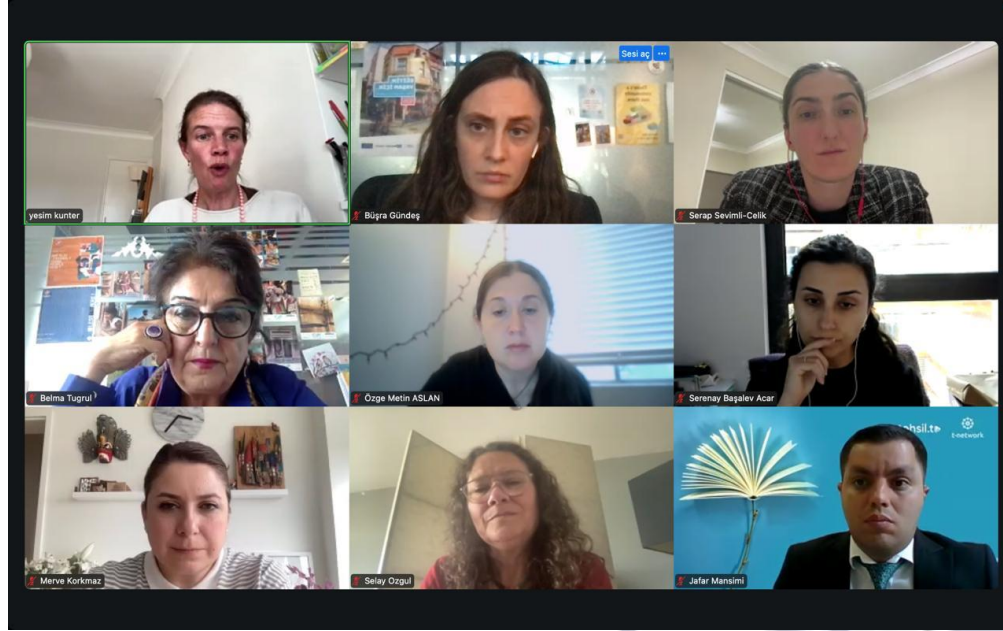 Sesi aç
yesim kunter
Büşra Gündeş
Serap Sevimli-Celik
Belma Tugrul
Özge Metin ASLAN
Serenay Başalev Acar
t-network
Merve Korkmaz
Selay Ozgul
Jafar Mansimi